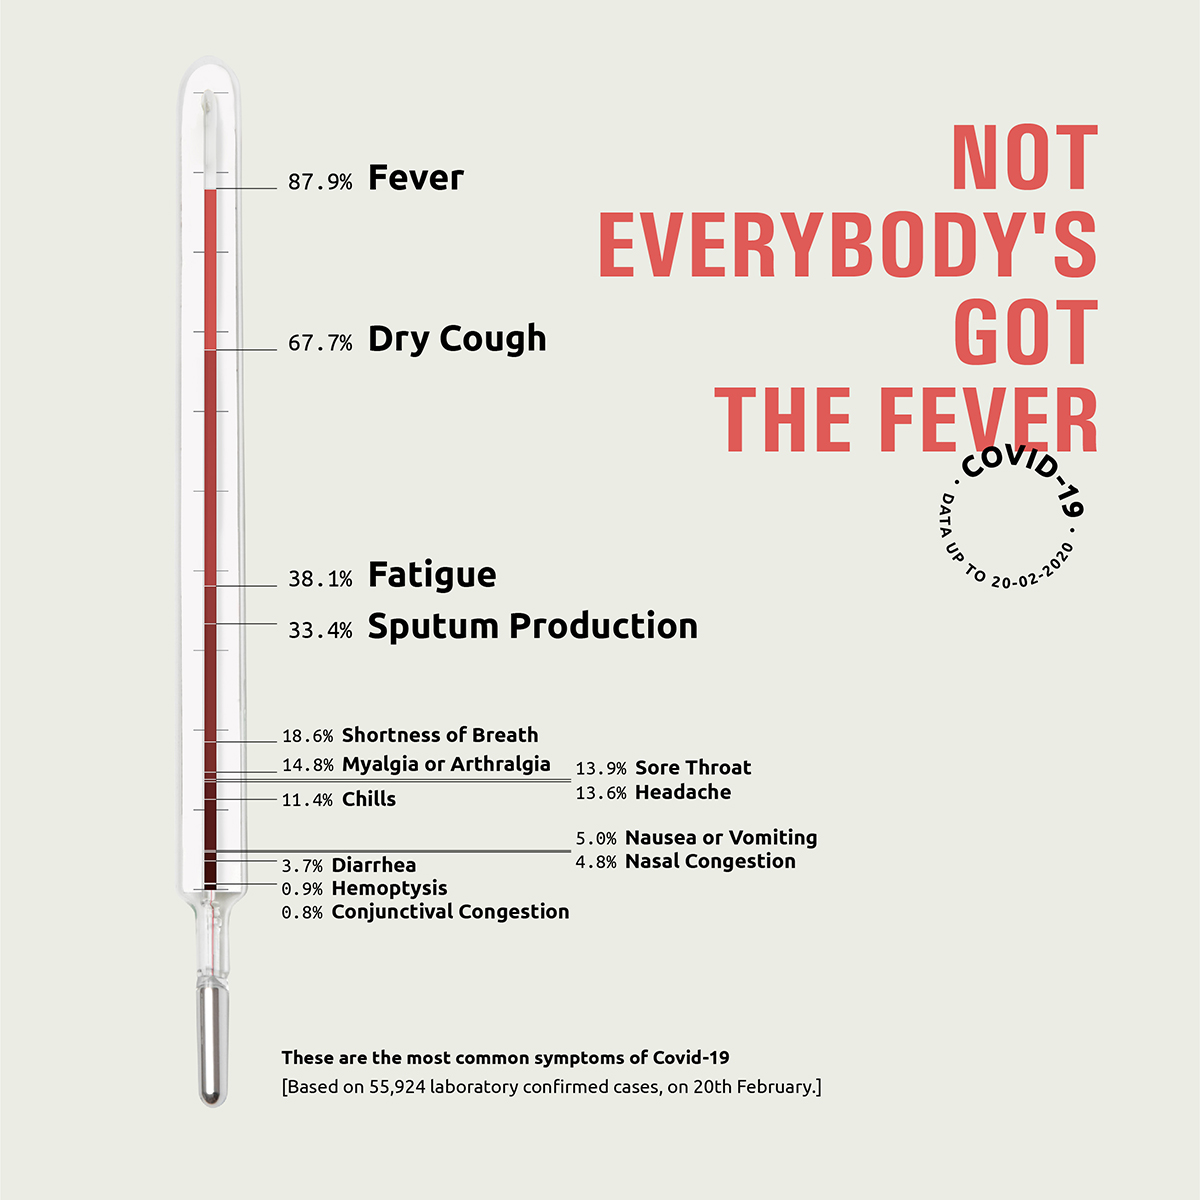 NOT
EVERYBODY'S
GOT
THE FEVER
COVID-19
· DATA UP TO 20-02-2020 ·
87.9% Fever
67.7% Dry Cough
38.1% Fatigue
33.4% Sputum Production
18.6% Shortness of Breath
14.8% Myalgia or Arthralgia
13.9% Sore Throat
13.6% Headache
11.4% Chills
5.0% Nausea or Vomiting
4.8% Nasal Congestion
3.7% Diarrhea
0.9% Hemoptysis
0.8% Conjunctival Congestion
These are the most common symptoms of Covid-19
[Based on 55,924 laboratory confirmed cases, on 20th February.]